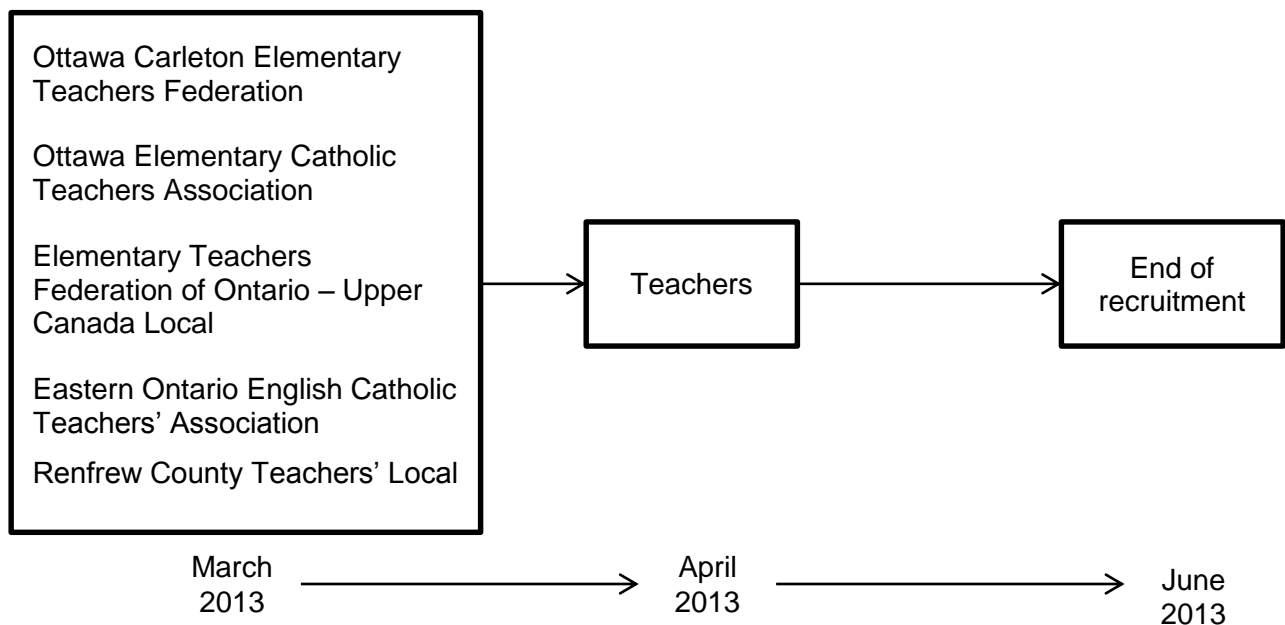 Ottawa Carleton Elementary
Teachers Federation
Ottawa Elementary Catholic
Teachers Association
Elementary Teachers
Federation of Ontario – Upper
Canada Local
Eastern Ontario English Catholic
Teachers’ Association
Renfrew County Teachers’ Local
Teachers
End of
recruitment
March
2013
April
2013
June
2013